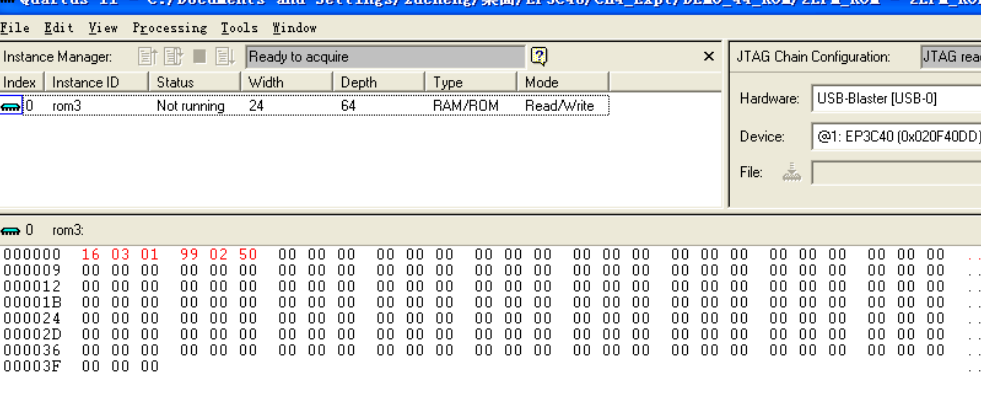 Quartus II - C:/Documents and Settings/
File Edit View Processing Tools Window
Instance Manager: Ready to acquire × JTAG Chain Configuration: JTAG rea
Index Instance ID Status Width Depth Type Mode
0 rom3 Not running 24 64 RAM/ROM Read/Write
Hardware: USB-Blaster [USB-0]
Device: @1: EP3C40 (0x020F40DD)
File:
0 rom3:
000000 16 03 01 99 02 50 00 00 00 00 00 00 00 00 00 00 00 00 00 00 00 00 00 00 00 00 00
000009 00 00 00 00 00 00 00 00 00 00 00 00 00 00 00 00 00 00 00 00 00 00 00 00 00 00 00
000012 00 00 00 00 00 00 00 00 00 00 00 00 00 00 00 00 00 00 00 00 00 00 00 00 00 00 00
00001B 00 00 00 00 00 00 00 00 00 00 00 00 00 00 00 00 00 00 00 00 00 00 00 00 00 00 00
000024 00 00 00 00 00 00 00 00 00 00 00 00 00 00 00 00 00 00 00 00 00 00 00 00 00 00 00
00002D 00 00 00 00 00 00 00 00 00 00 00 00 00 00 00 00 00 00 00 00 00 00 00 00 00 00 00
000036 00 00 00 00 00 00 00 00 00 00 00 00 00 00 00 00 00 00 00 00 00 00 00 00 00 00 00
00003F 00 00 00